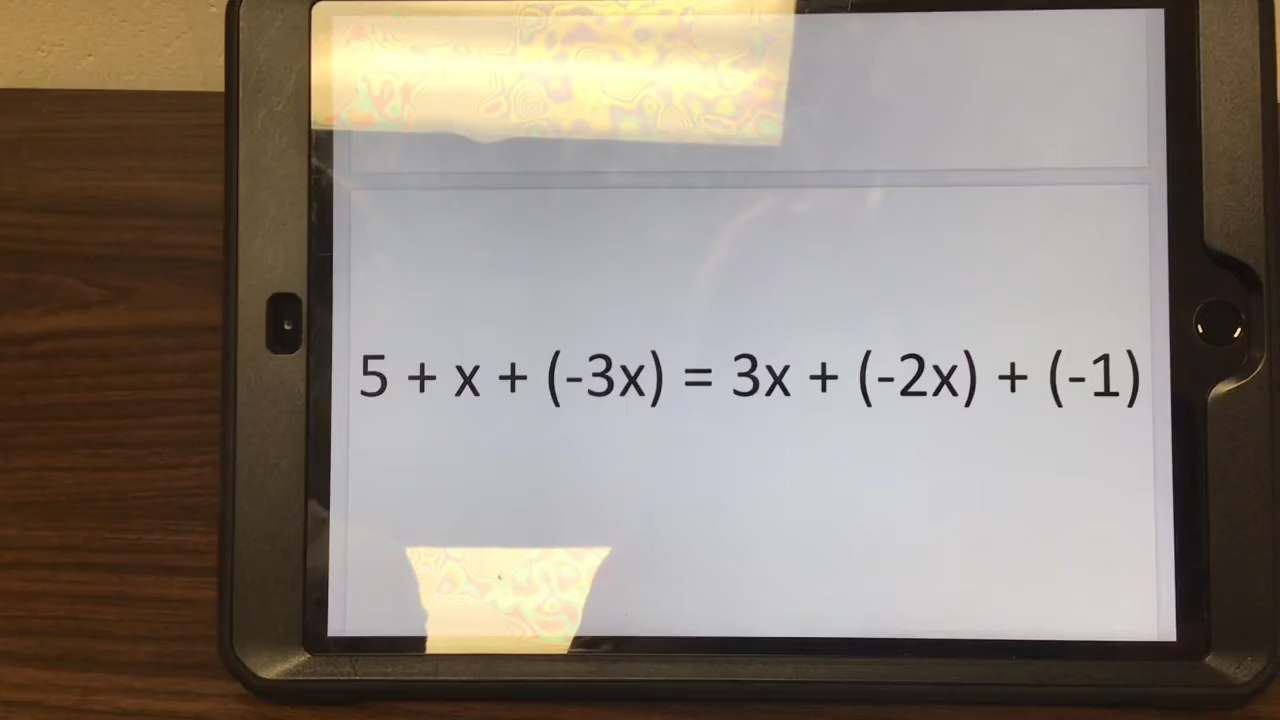 5 + x + (-3x) = 3x + (-2x) + (-1)